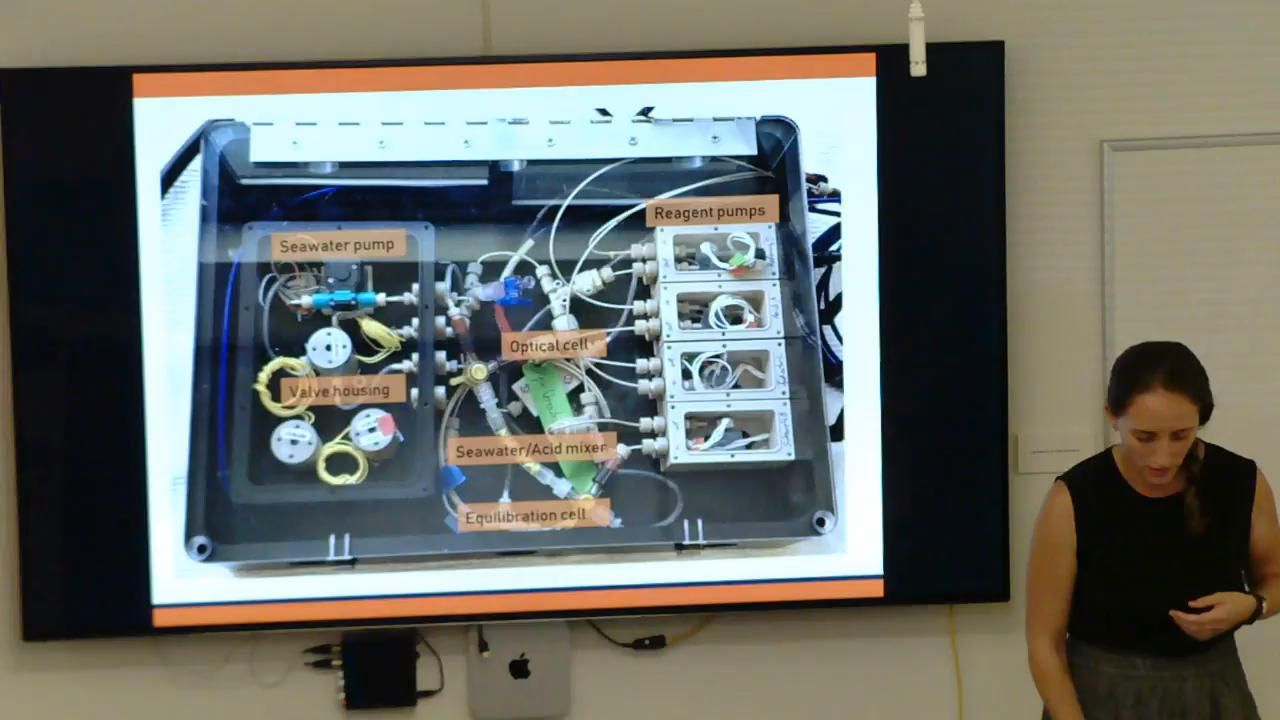 Reagent pumps
Seawater pump
Optical cell
Valve housing
Seawater/Acid mixer
Equilibration cell